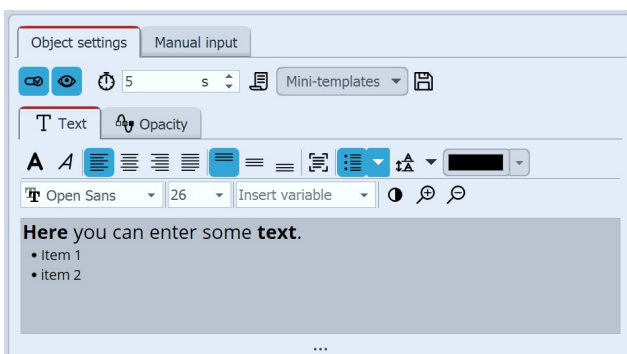 Object settings Manual input
5 s Mini-templates
T Text Opacity
A A
Open Sans 26 Insert variable
Here you can enter some text.
• Item 1
• item 2
...